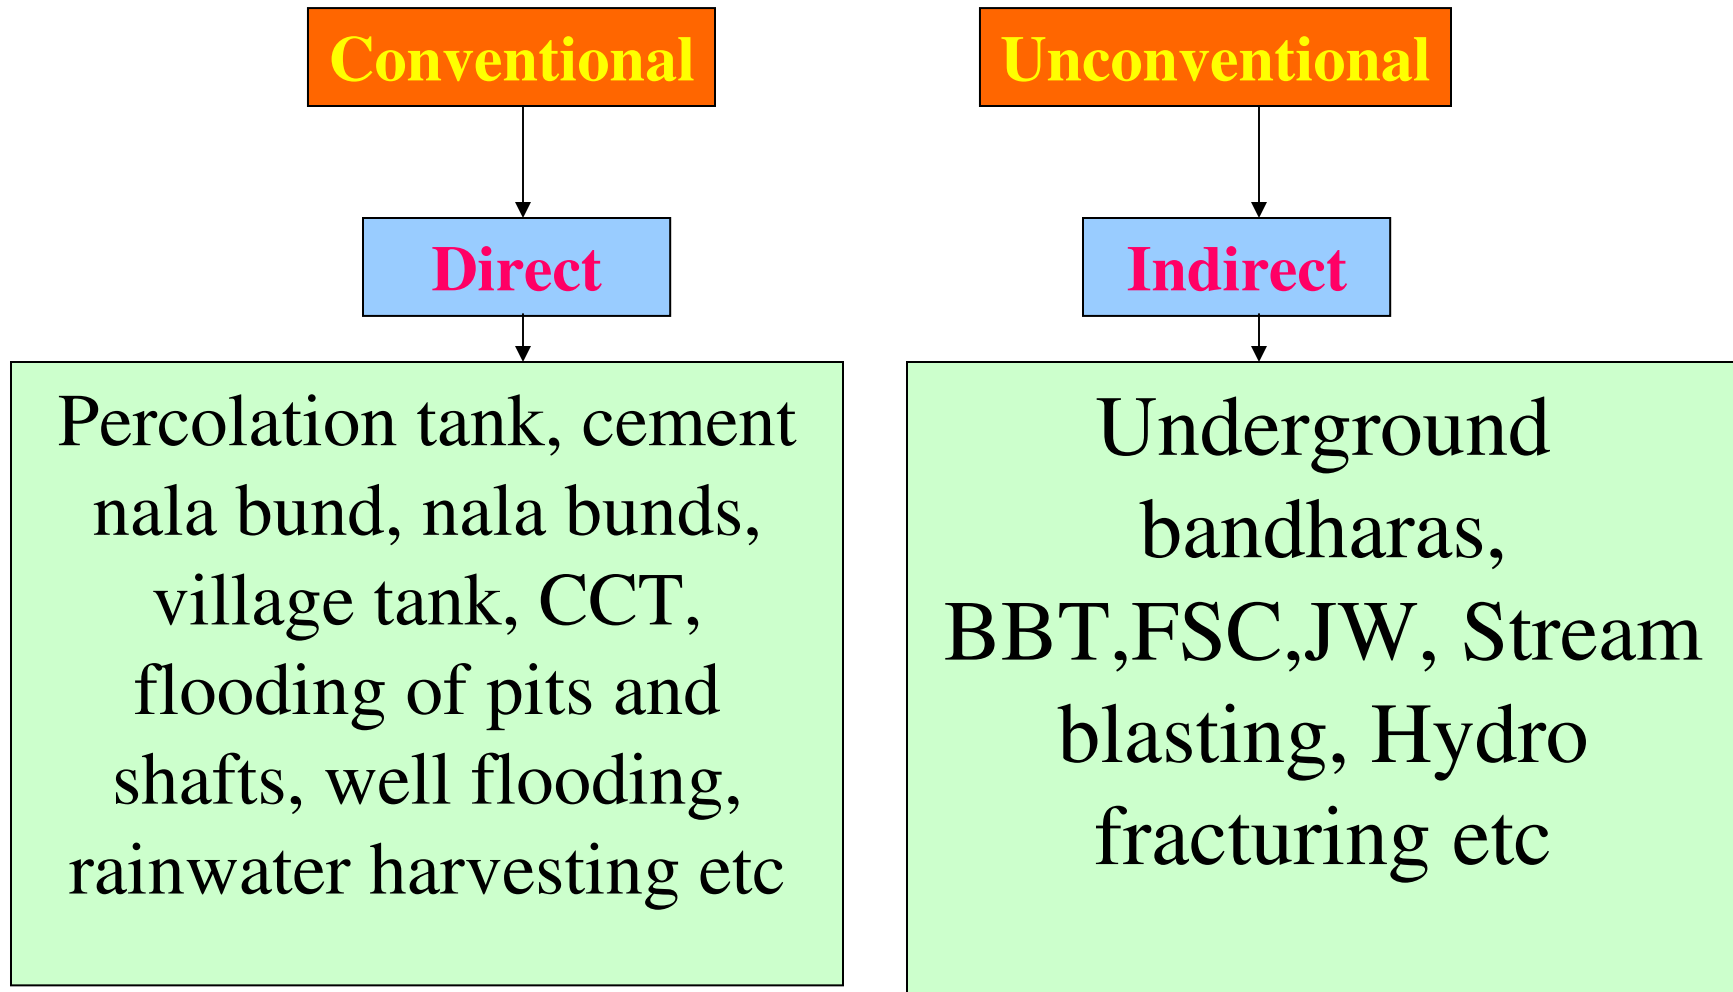 Conventional
Direct
Percolation tank, cement
nala bund, nala bunds,
village tank, CCT,
flooding of pits and
shafts, well flooding,
rainwater harvesting etc
Unconventional
Indirect
Underground
bandharas,
BBT,FSC,JW, Stream
blasting, Hydro
fracturing etc